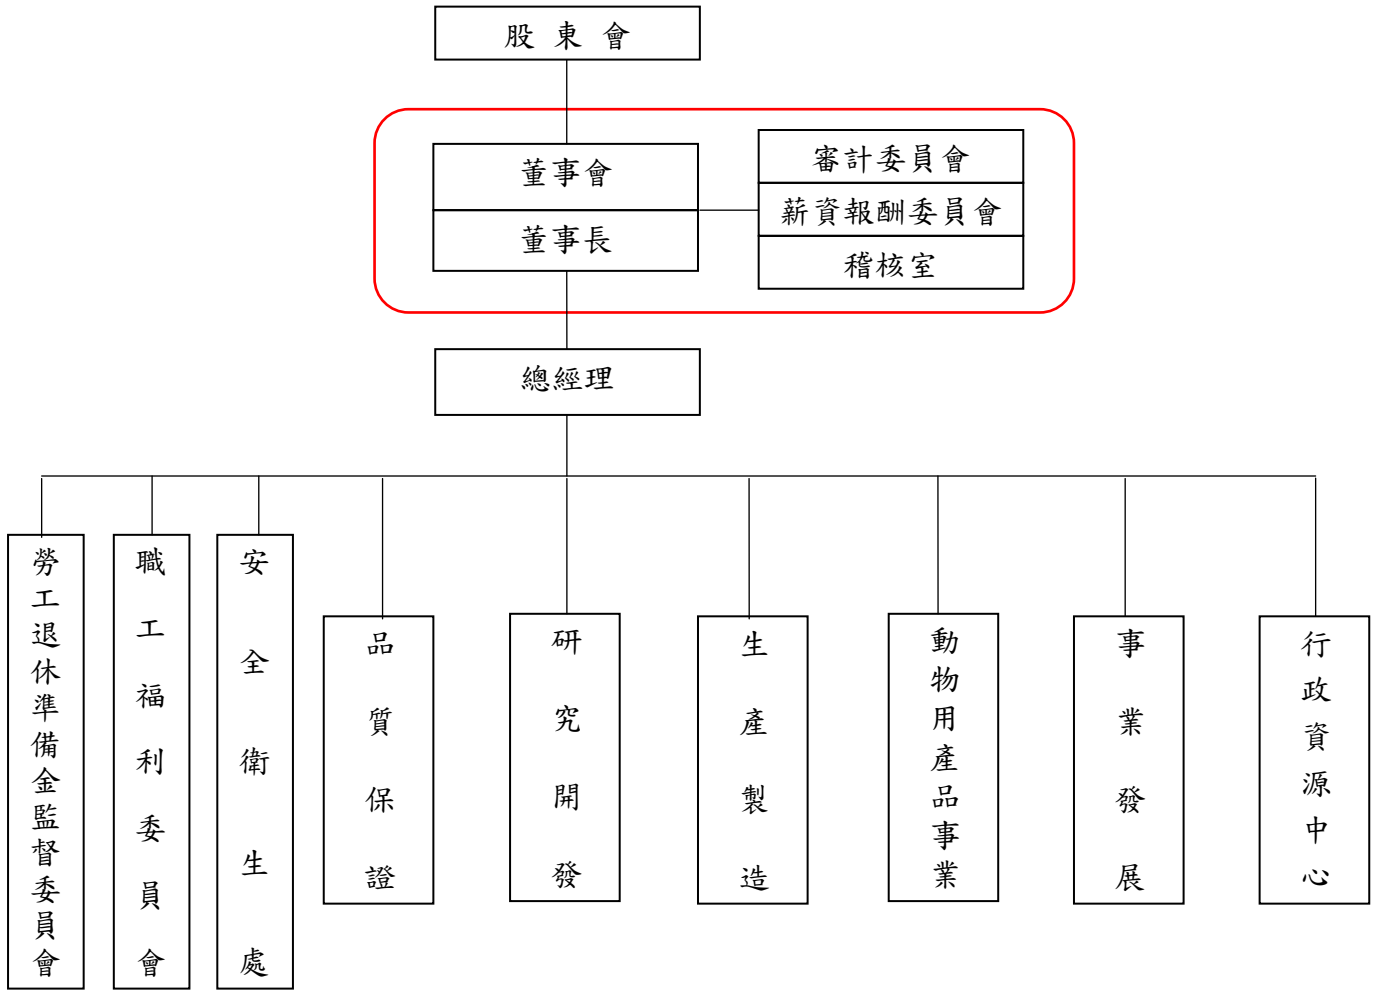 股東會
董事會
董事長
審計委員會
薪資報酬委員會
稽核室
總經理
勞工退休準備金監督委員會
職工福利委員會
安全衛生處
品質保證
研究開發
生產製造
動物用產品事業
事業發展
行政資源中心